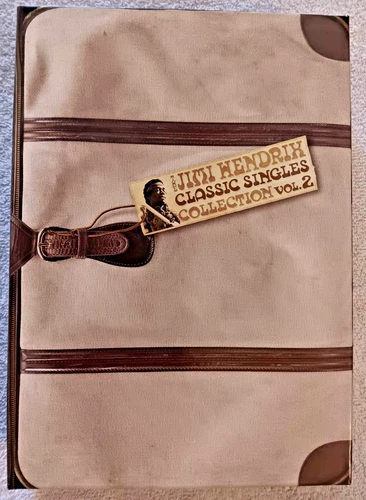 JIMI HENDRIX
CLASSIC SINGLES
COLLECTION VOL. 2